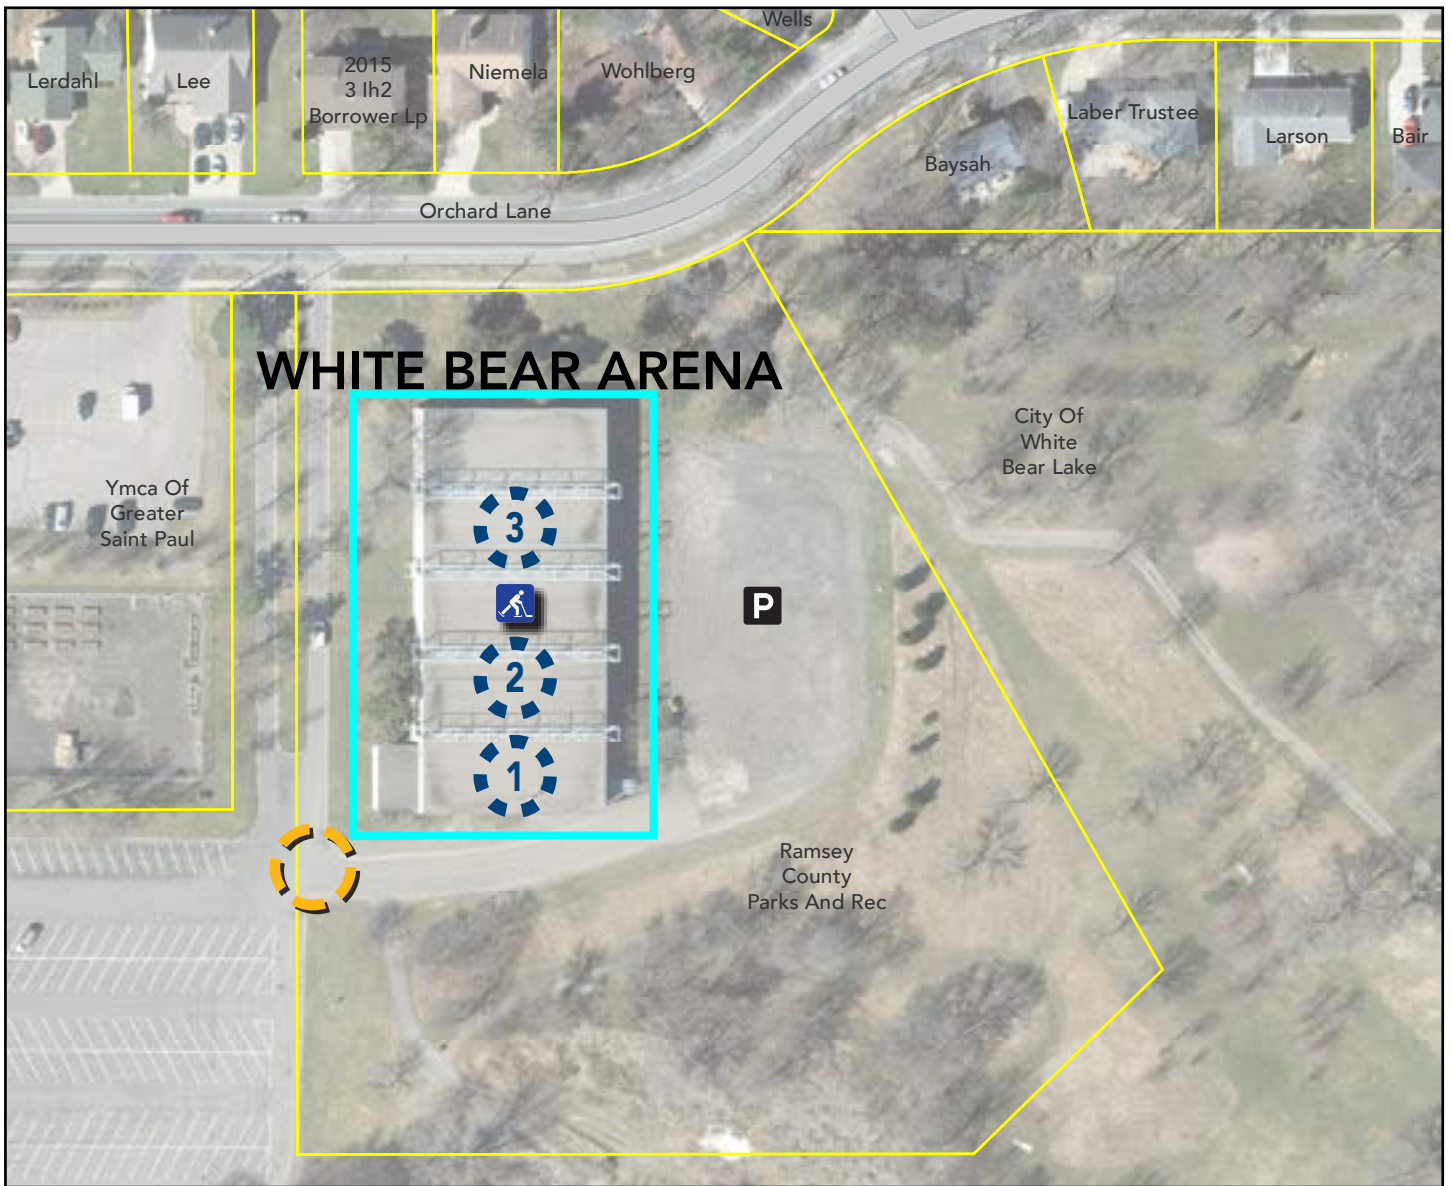 Wells
Lerdahl
Lee
2015
3 Ih2
Borrower Lp
Niemela
Wohlberg
Laber Trustee
Larson
Bair
Baysah
Orchard Lane
WHITE BEAR ARENA
City Of
White
Bear Lake
Ymca Of
Greater
Saint Paul
3
P
2
1
Ramsey
County
Parks And Rec